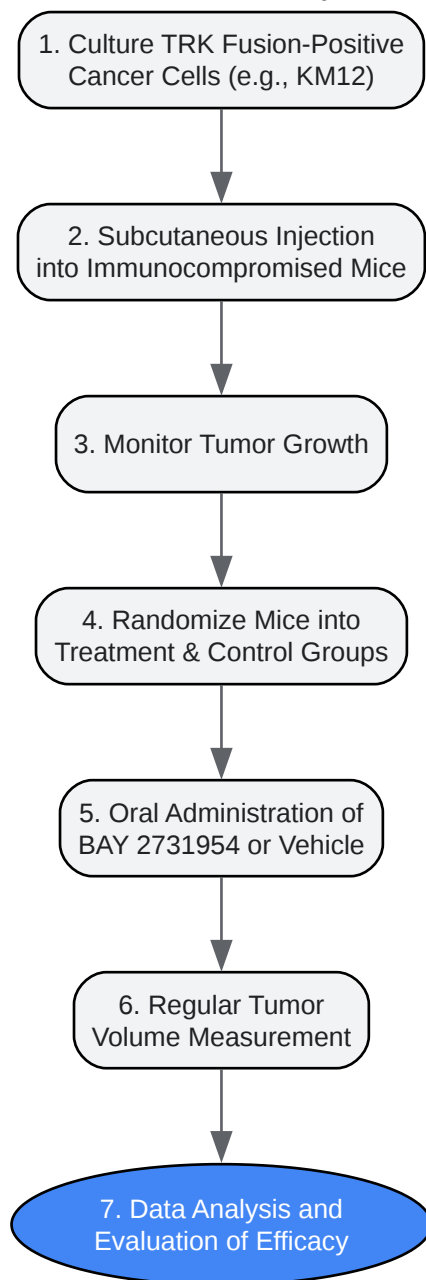 1. Culture TRK Fusion-Positive
Cancer Cells (e.g., KM12)
2. Subcutaneous Injection
into Immunocompromised Mice
3. Monitor Tumor Growth
4. Randomize Mice into
Treatment & Control Groups
5. Oral Administration of
BAY 2731954 or Vehicle
6. Regular Tumor
Volume Measurement
7. Data Analysis and
Evaluation of Efficacy